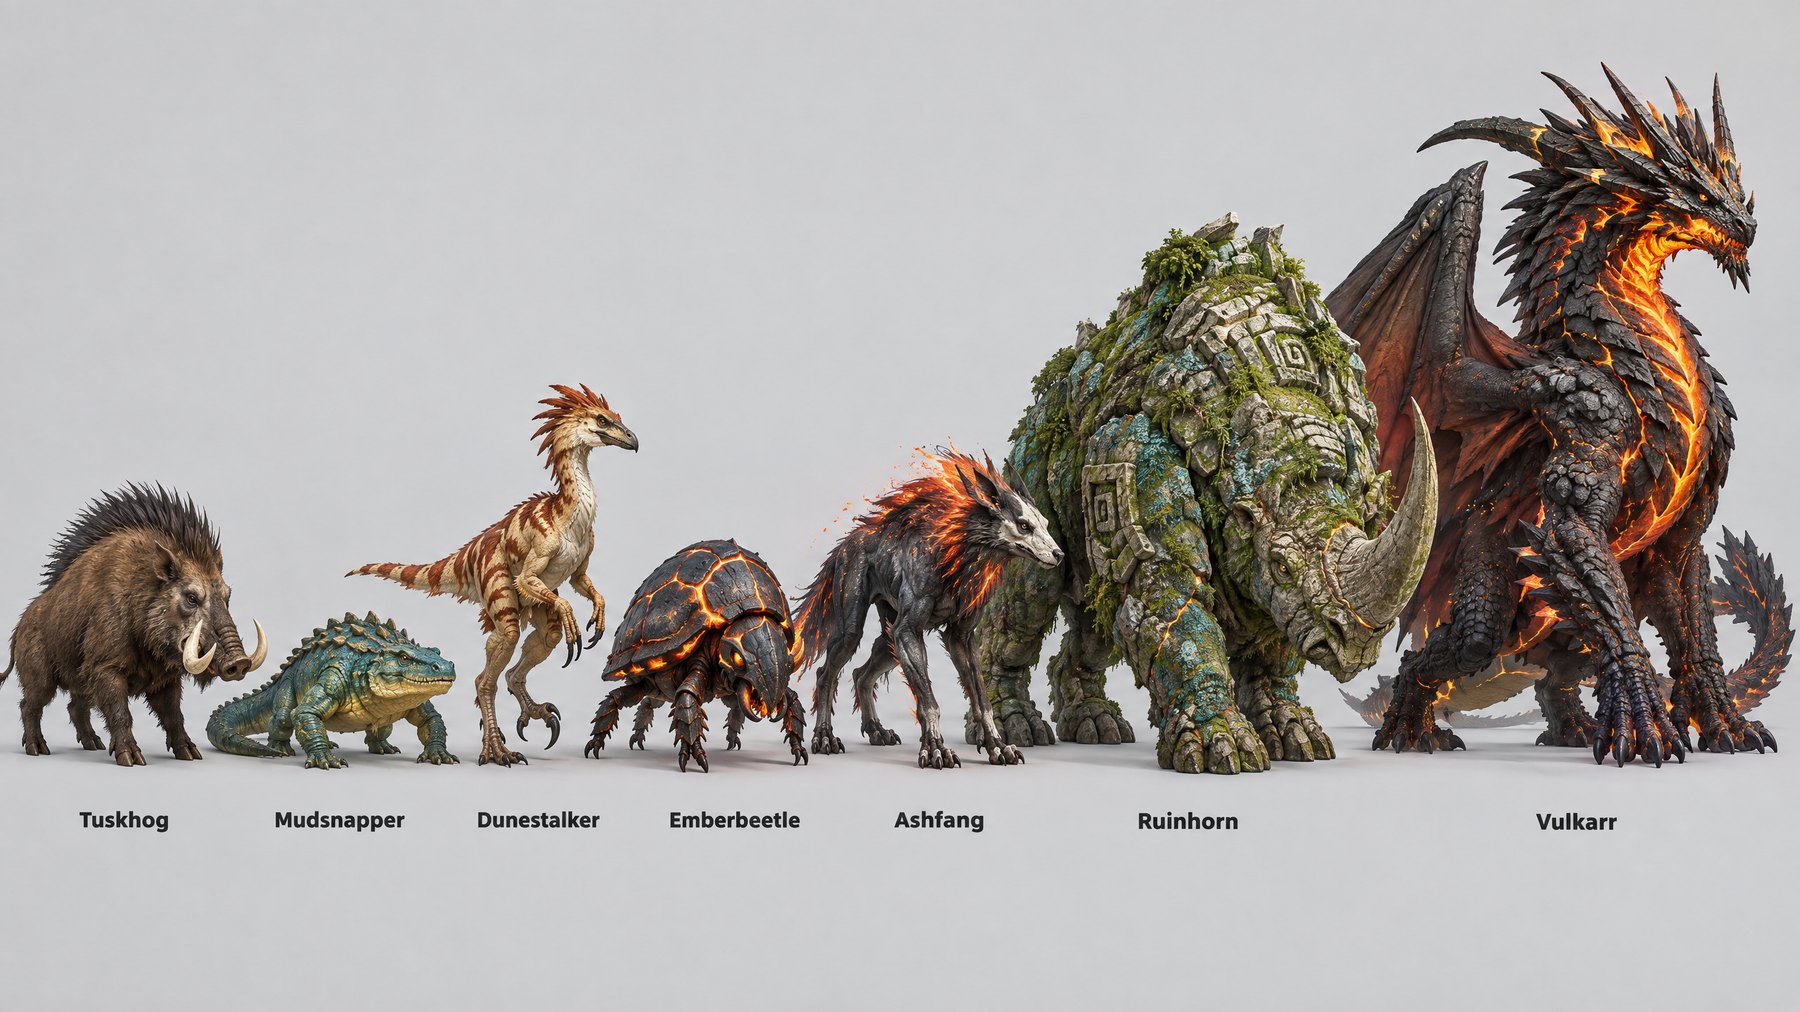 Tuskhog
Mudsnapper
Dunestalker
Emberbeetle
Ashfang
Ruinhorn
Vulkarr